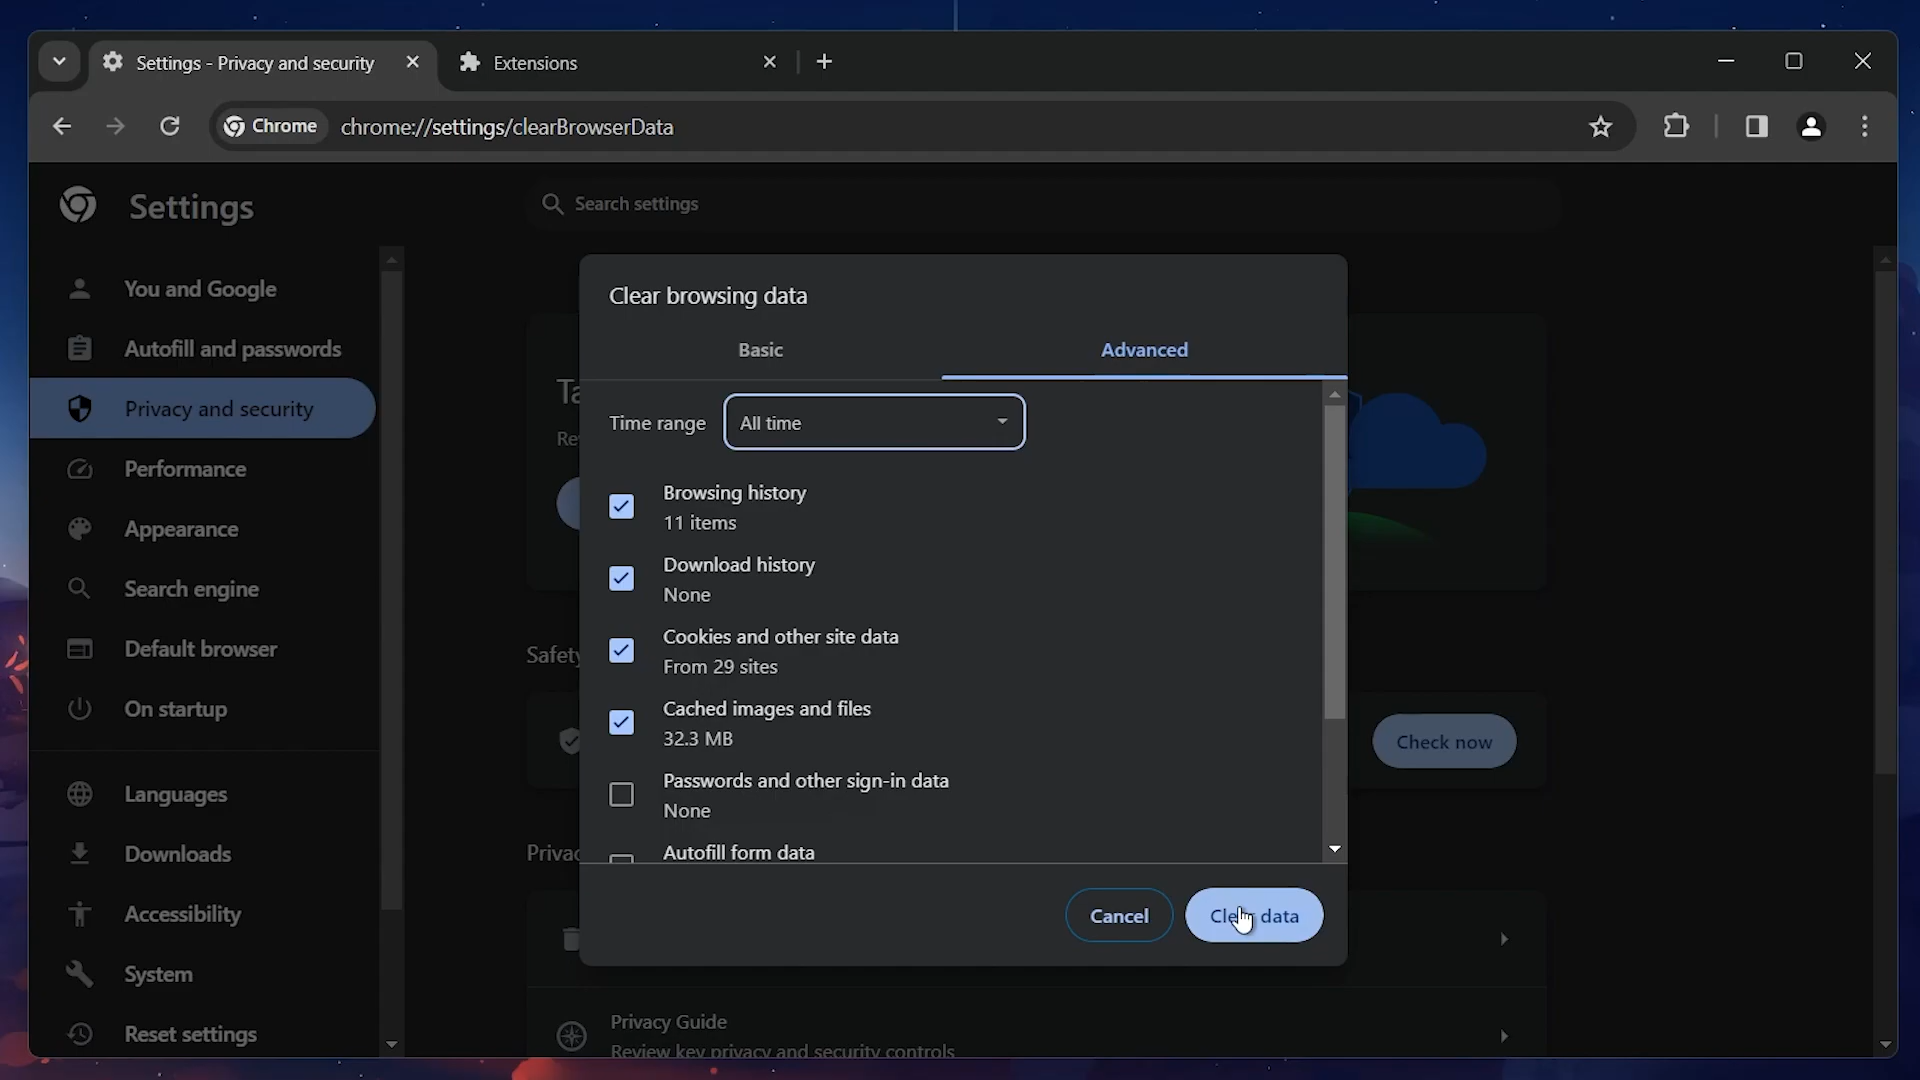 Settings - Privacy and security
Extensions
Chrome
chrome://settings/clearBrowserData
Settings
Search settings
You and Google
Autofill and passwords
Privacy and security
Performance
Appearance
Search engine
Default browser
On startup
Languages
Downloads
Accessibility
System
Reset settings
Clear browsing data
Basic
Advanced
Time range
All time
Browsing history
11 items
Download history
None
Cookies and other site data
From 29 sites
Cached images and files
32.3 MB
Passwords and other sign-in data
None
Autofill form data
Cancel
Clear data
Check now
Privacy Guide
Review key privacy and security controls